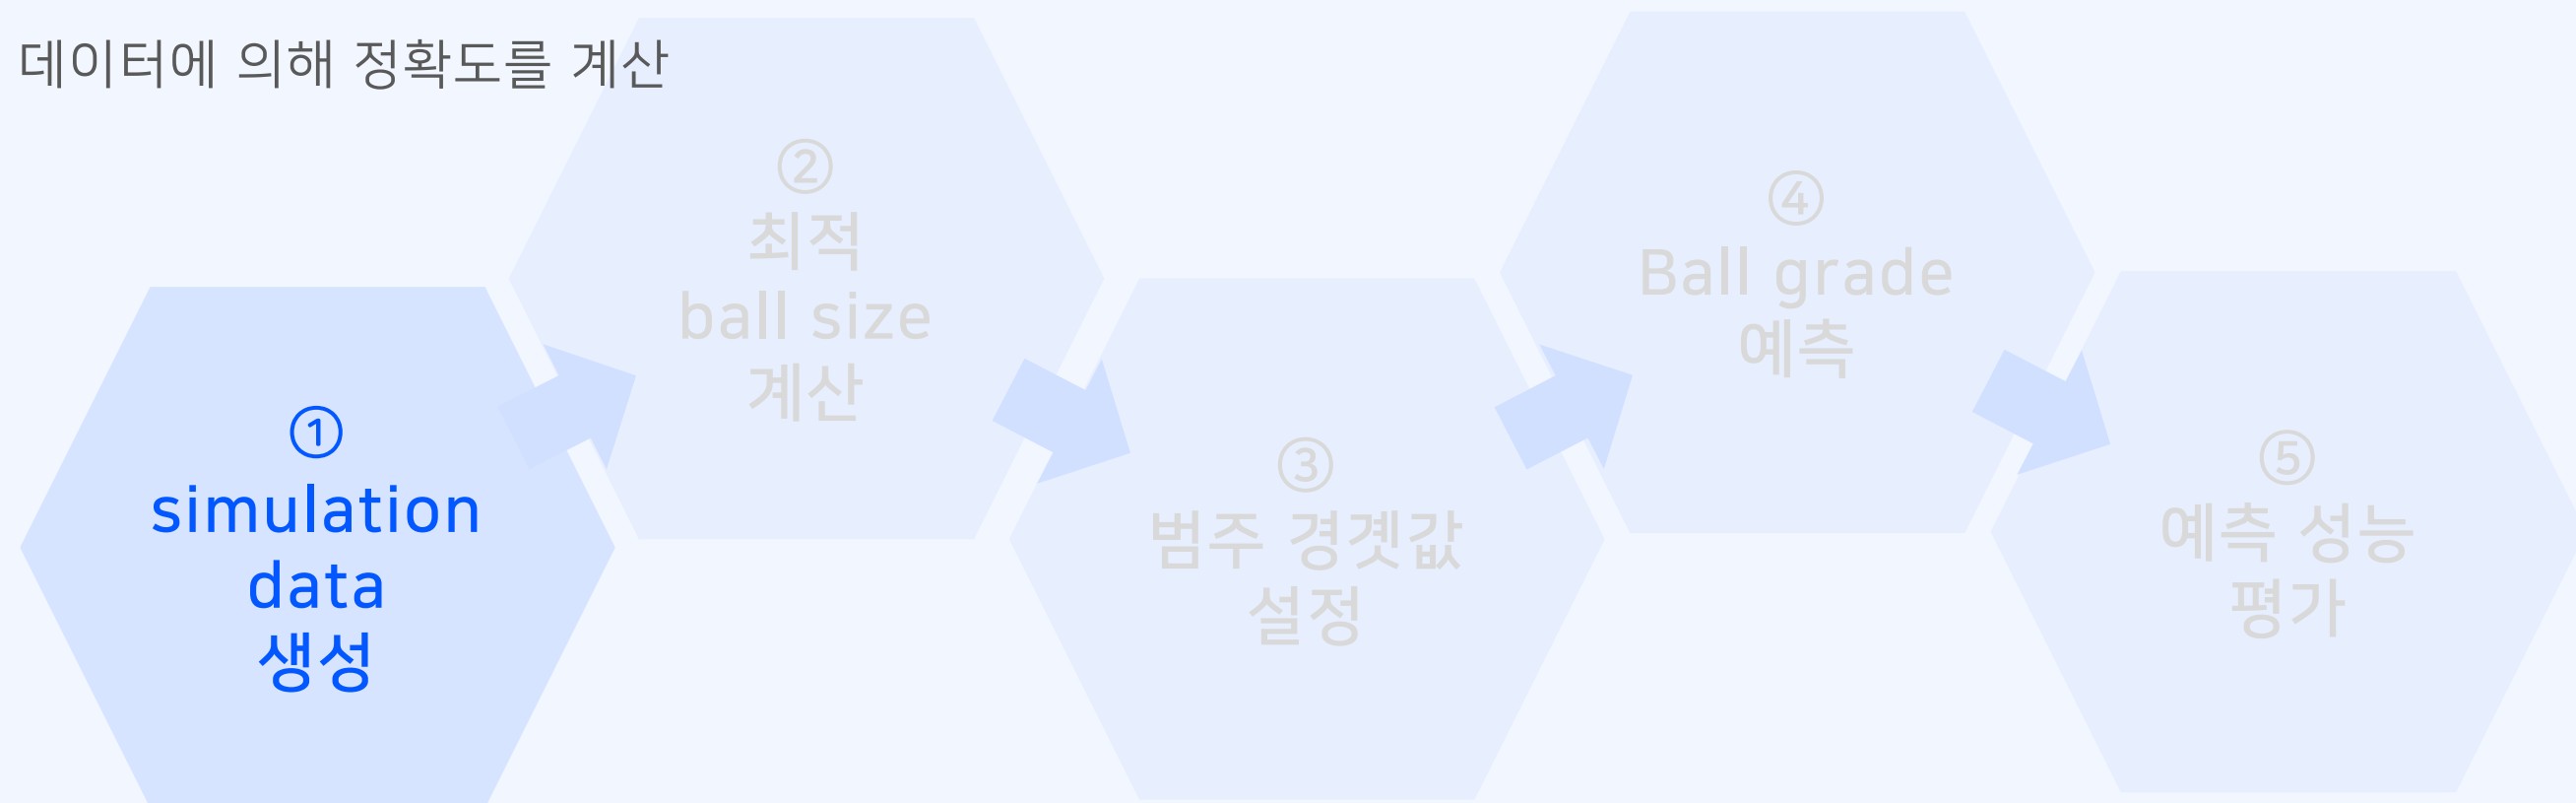 데이터에 의해 정확도를 계산
①
simulation
data
생성
②
최적
ball size
계산
③
범주 경곗값
설정
④
Ball grade
예측
⑤
예측 성능
평가